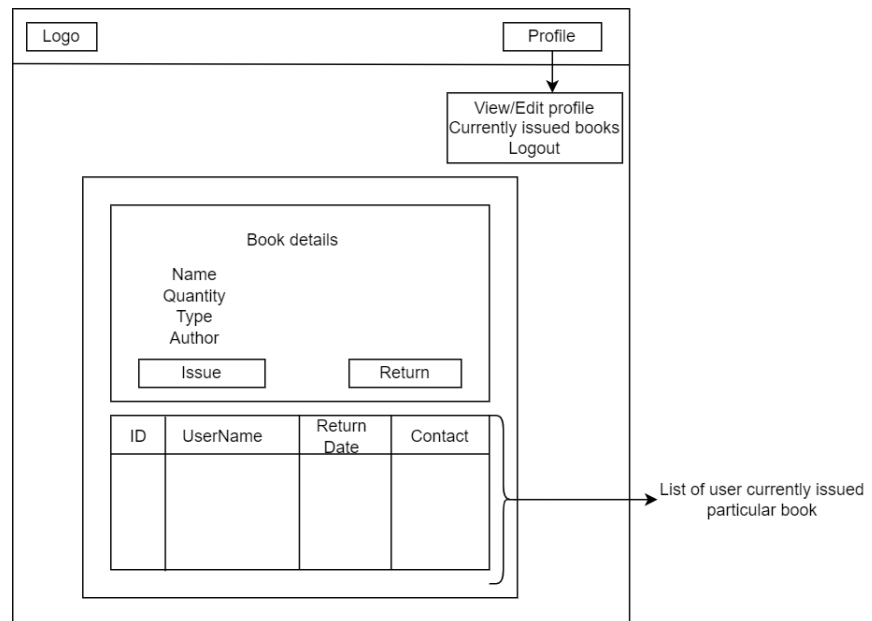 Logo
Profile
View/Edit profile
Currently issued books
Logout
Book details
Name
Quantity
Type
Author
Issue
Return
ID
UserName
Return
Date
Contact
List of user currently issued
particular book